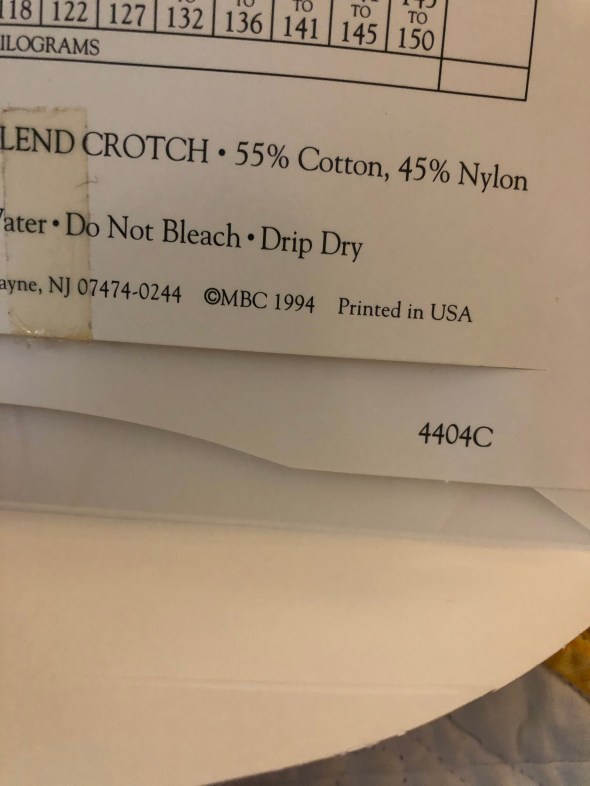 TO TO TO
118 122 127 132 136 141 145 150
ILOGRAMS
LEND CROTCH • 55% Cotton, 45% Nylon
ater • Do Not Bleach • Drip Dry
ayne, NJ 07474-0244 ©MBC 1994 Printed in USA
4404C